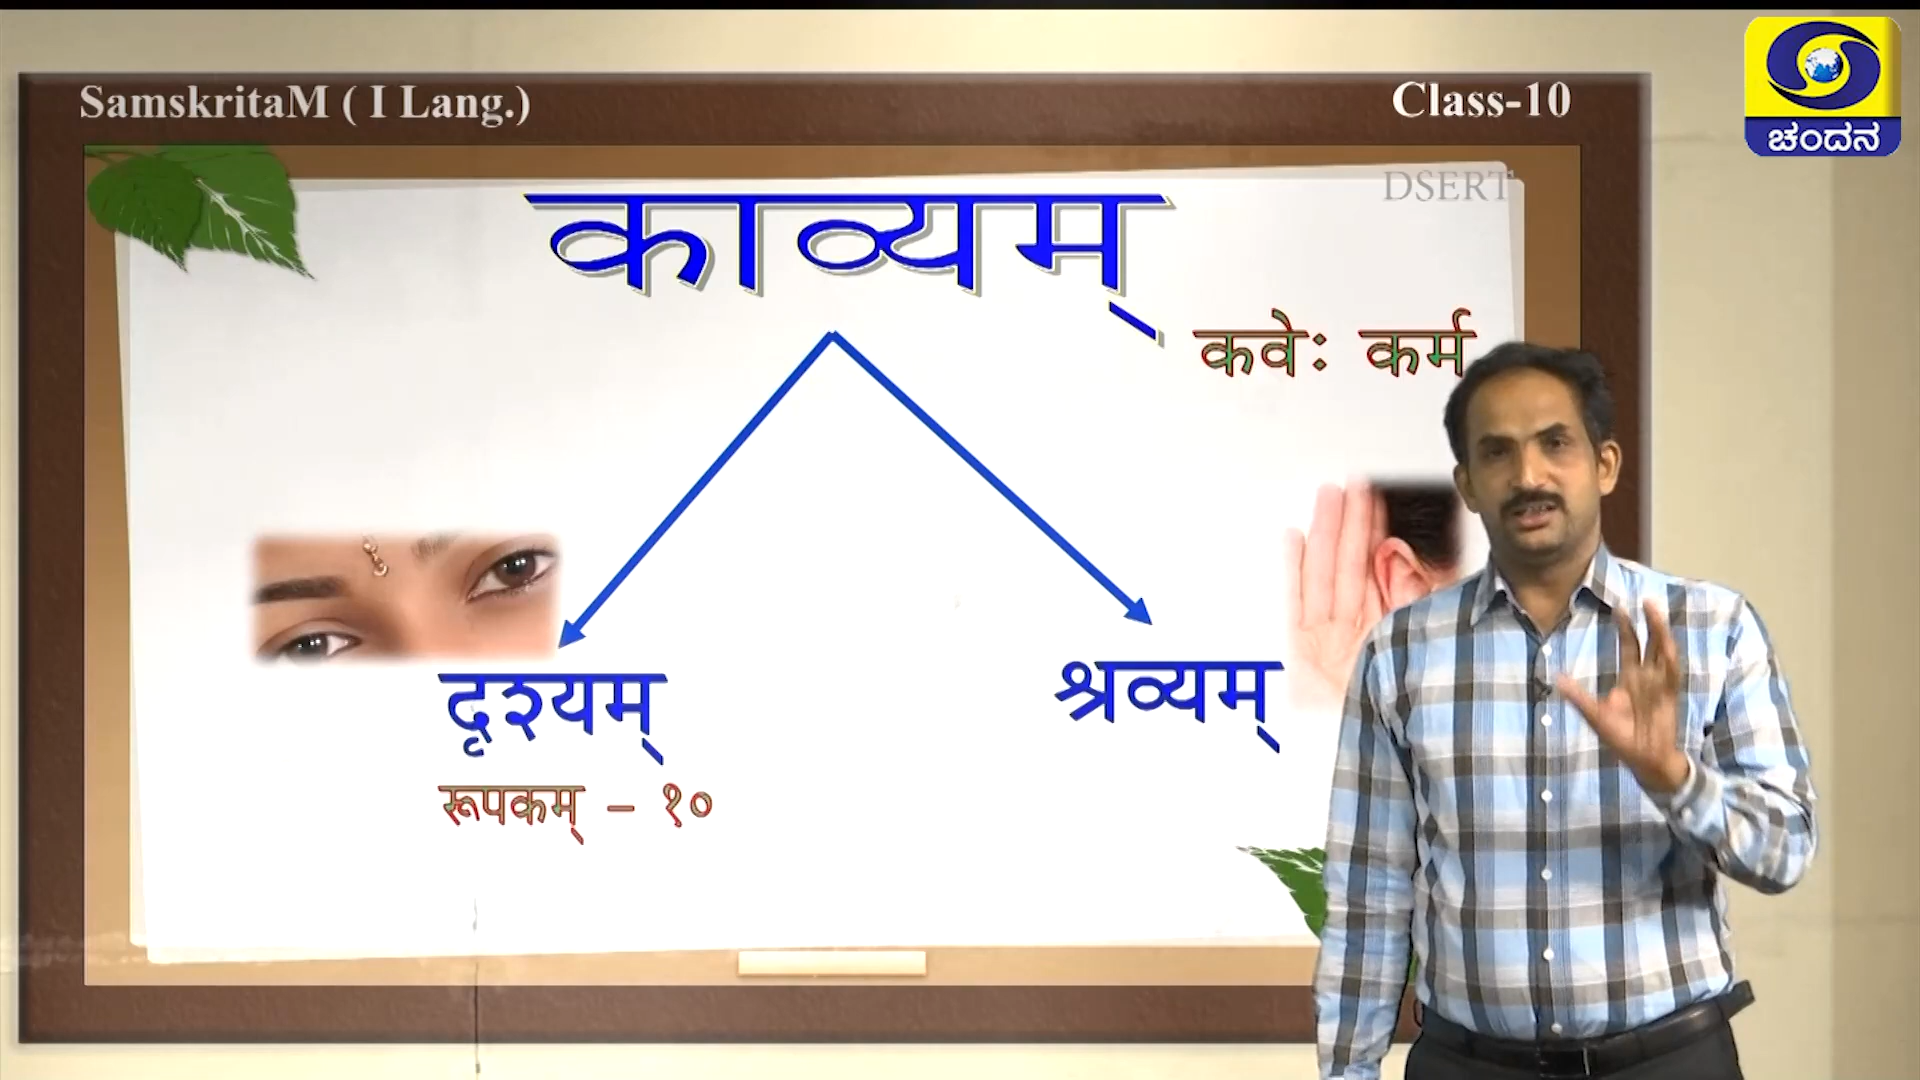 SamskritaM ( I Lang.)
Class-10
ಚಂದನ
DSERT
काव्यम्
कवेः कर्म
दृश्यम्
श्रव्यम्
रूपकम् – १०